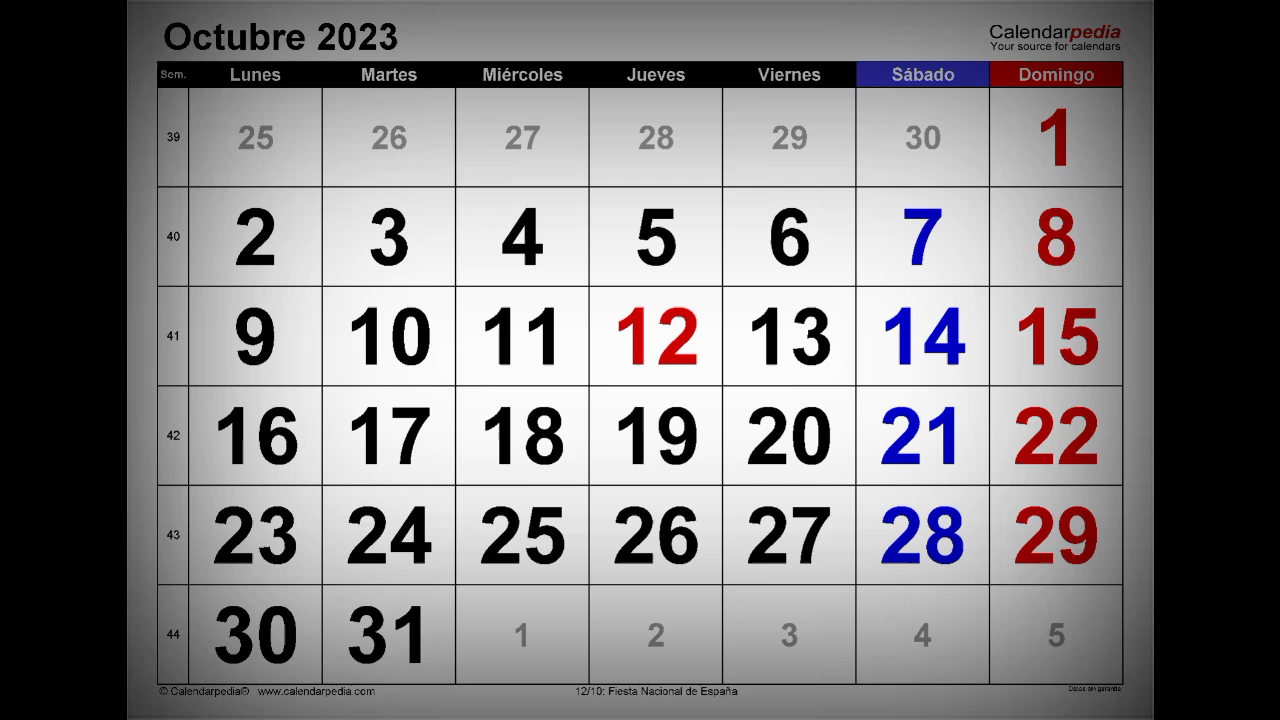 Octubre 2023
Calendarpedia
Your source for calendars
Sem. Lunes Martes Miércoles Jueves Viernes Sábado Domingo
39 25 26 27 28 29 30 1
40 2 3 4 5 6 7 8
41 9 10 11 12 13 14 15
42 16 17 18 19 20 21 22
43 23 24 25 26 27 28 29
44 30 31 1 2 3 4 5
© Calendarpedia® www.calendarpedia.com 12/10: Fiesta Nacional de España Datos sin garantía